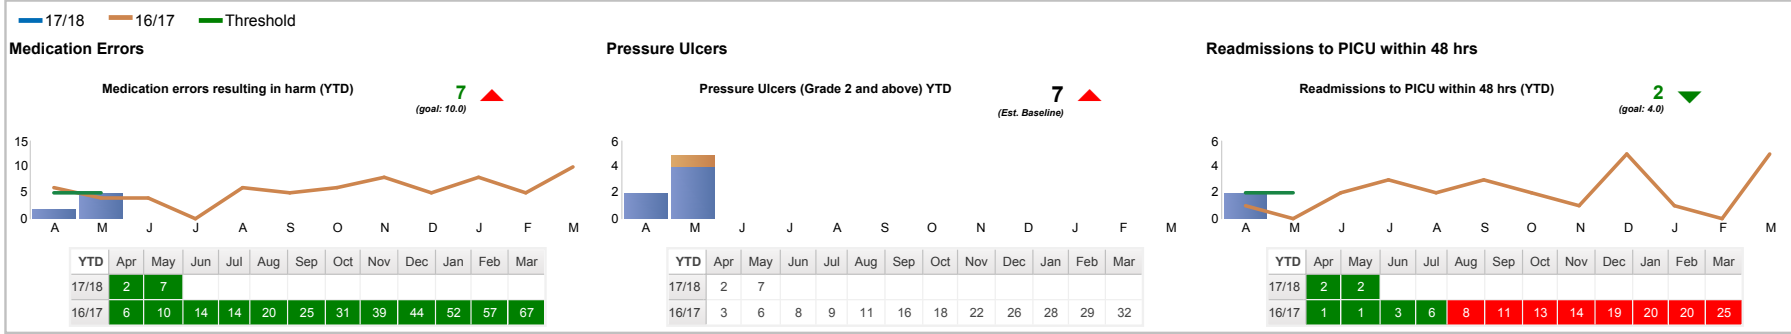 17/18 16/17 Threshold
Medication Errors
Medication errors resulting in harm (YTD)
7
(goal: 10.0)
15
10
5
0
A M J J A S O N D J F M
YTD Apr May Jun Jul Aug Sep Oct Nov Dec Jan Feb Mar
17/18 2 7
16/17 6 10 14 14 20 25 31 39 44 52 57 67
Pressure Ulcers
Pressure Ulcers (Grade 2 and above) YTD
7
(Est. Baseline)
6
4
2
0
A M J J A S O N D J F M
YTD Apr May Jun Jul Aug Sep Oct Nov Dec Jan Feb Mar
17/18 2 7
16/17 3 6 8 9 11 16 18 22 26 28 29 32
Readmissions to PICU within 48 hrs
Readmissions to PICU within 48 hrs (YTD)
2
(goal: 4.0)
6
4
2
0
A M J J A S O N D J F M
YTD Apr May Jun Jul Aug Sep Oct Nov Dec Jan Feb Mar
17/18 2 2
16/17 1 1 3 6 8 11 13 14 19 20 20 25